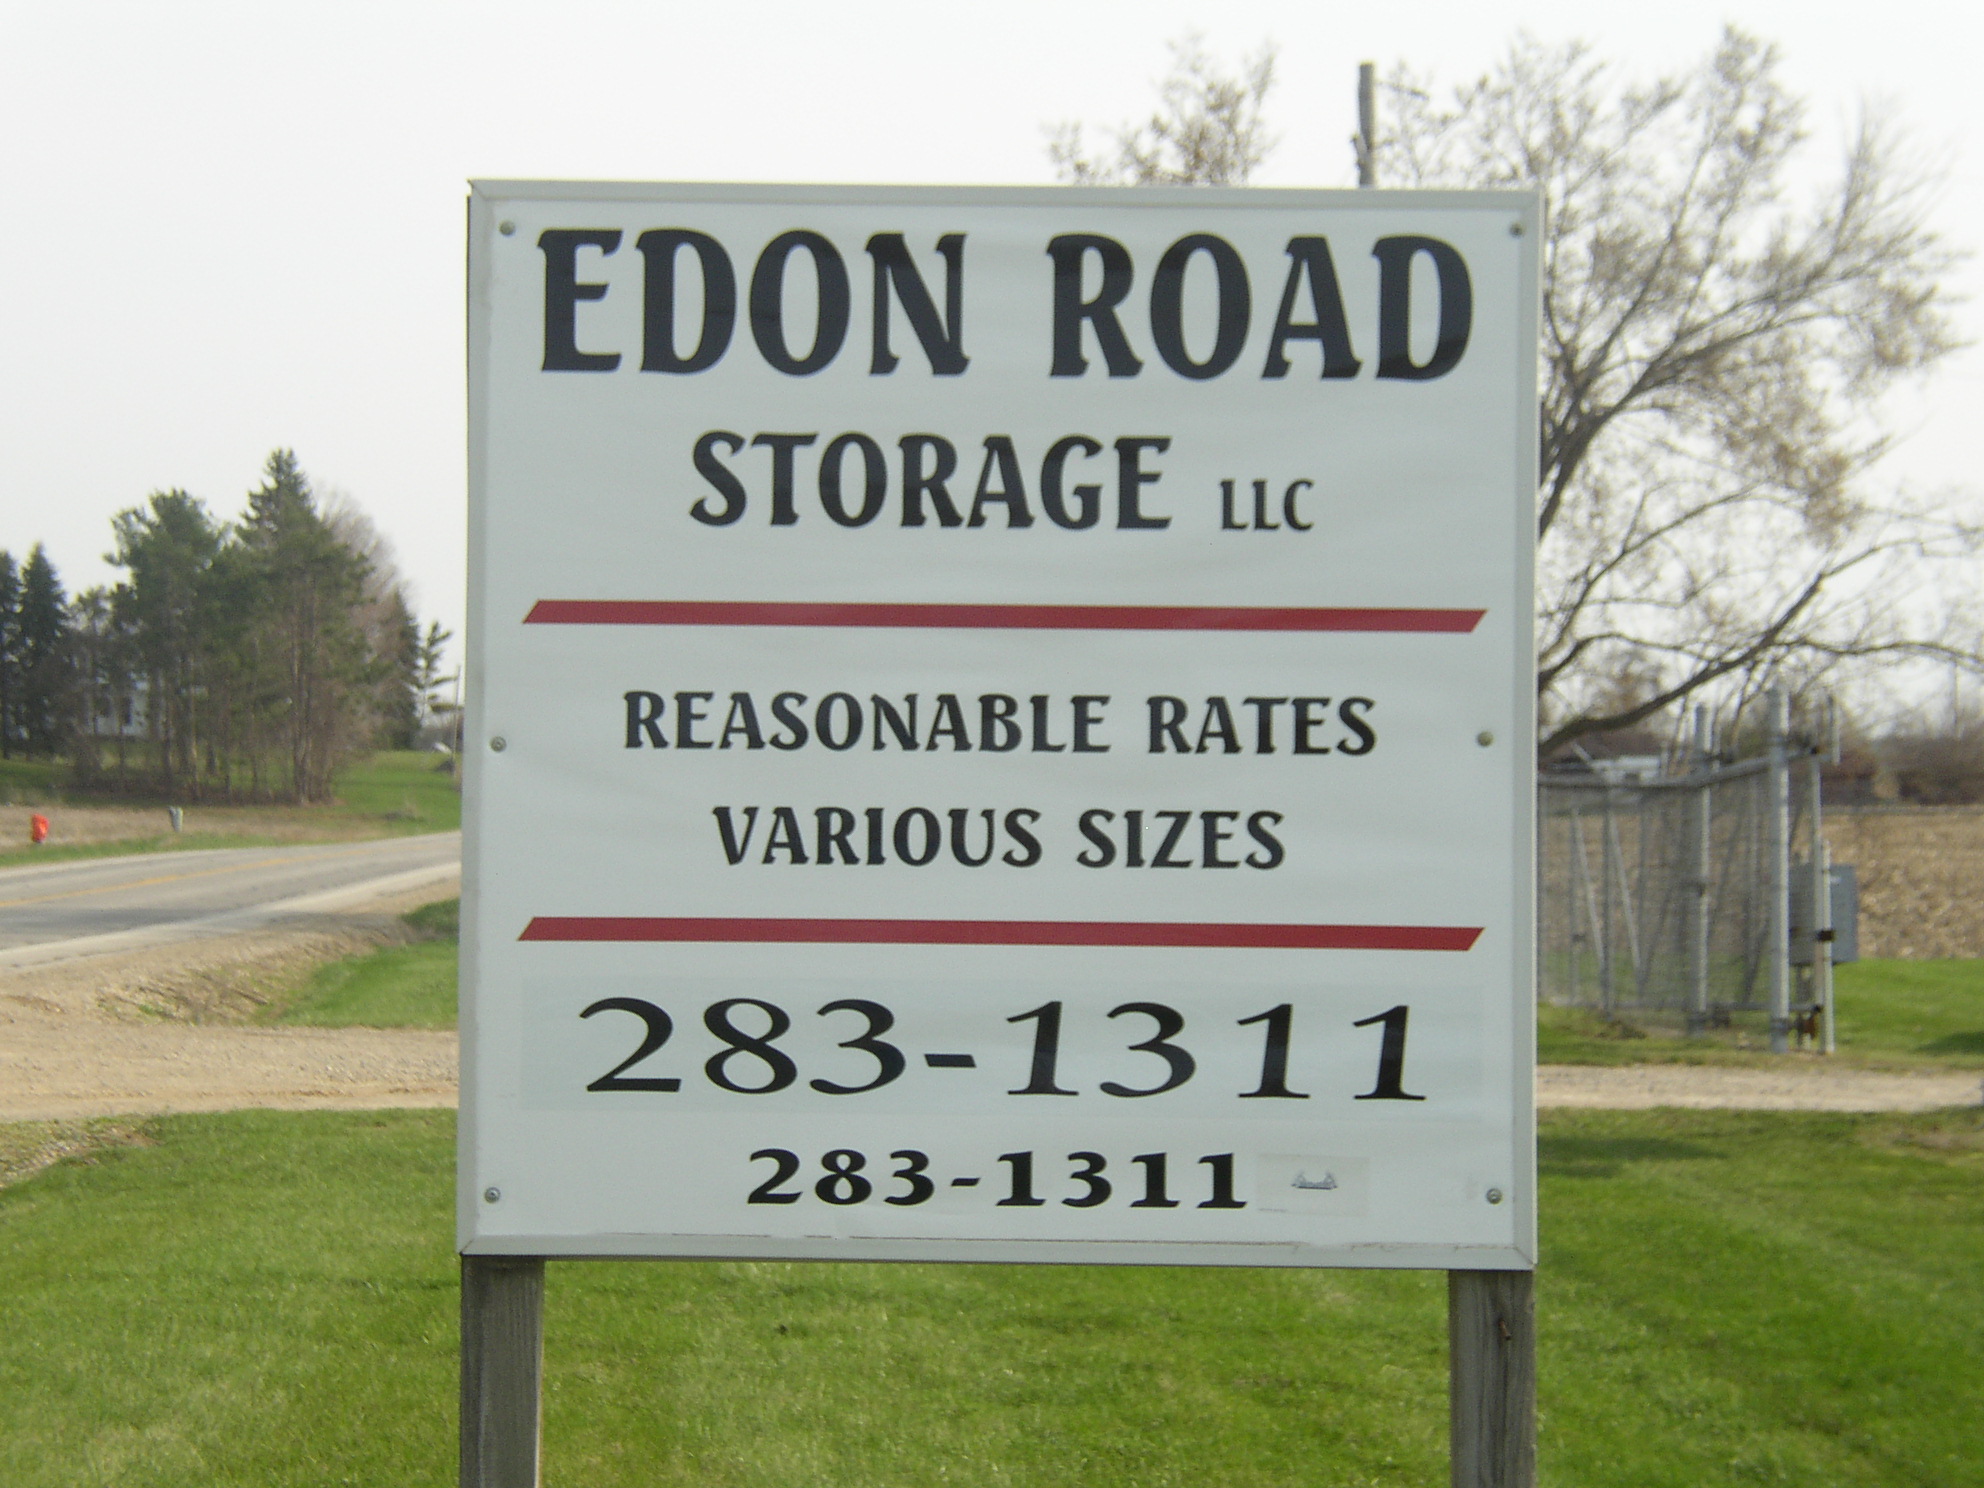 EDON ROAD
STORAGE LLC
REASONABLE RATES
VARIOUS SIZES
283-1311
283-1311